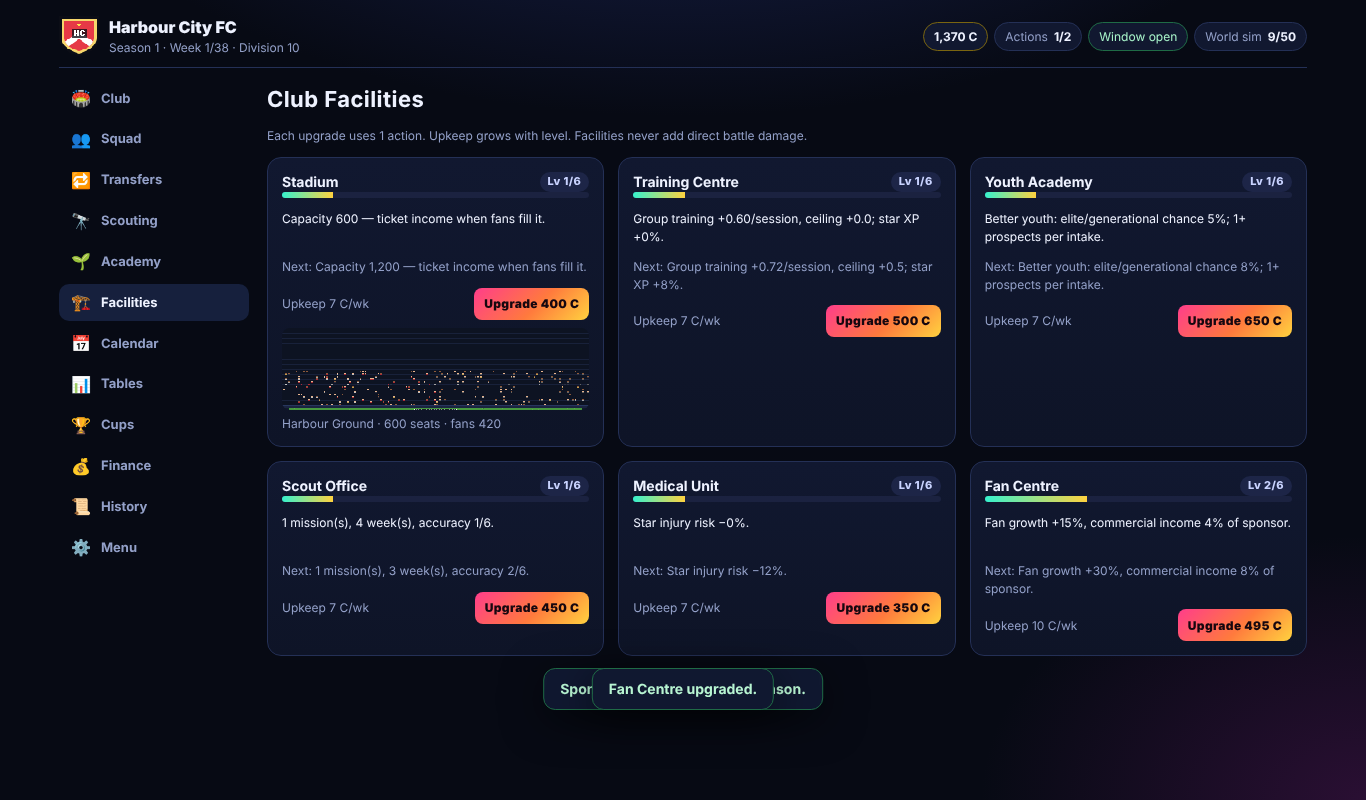 HC
Harbour City FC
Season 1 · Week 1/38 · Division 10
1,370 C
Actions 1/2
Window open
World sim 9/50
Club
Squad
Transfers
Scouting
Academy
Facilities
Calendar
Tables
Cups
Finance
History
Menu
Club Facilities
Each upgrade uses 1 action. Upkeep grows with level. Facilities never add direct battle damage.
Stadium
Lv 1/6
Capacity 600 — ticket income when fans fill it.
Next: Capacity 1,200 — ticket income when fans fill it.
Upkeep 7 C/wk
Upgrade 400 C
Harbour Ground · 600 seats · fans 420
Training Centre
Lv 1/6
Group training +0.60/session, ceiling +0.0; star XP
+0%.
Next: Group training +0.72/session, ceiling +0.5; star
XP +8%.
Upkeep 7 C/wk
Upgrade 500 C
Youth Academy
Lv 1/6
Better youth: elite/generational chance 5%; 1+
prospects per intake.
Next: Better youth: elite/generational chance 8%; 1+
prospects per intake.
Upkeep 7 C/wk
Upgrade 650 C
Scout Office
Lv 1/6
1 mission(s), 4 week(s), accuracy 1/6.
Next: 1 mission(s), 3 week(s), accuracy 2/6.
Upkeep 7 C/wk
Upgrade 450 C
Medical Unit
Lv 1/6
Star injury risk −0%.
Next: Star injury risk −12%.
Upkeep 7 C/wk
Upgrade 350 C
Fan Centre
Lv 2/6
Fan growth +15%, commercial income 4% of sponsor.
Next: Fan growth +30%, commercial income 8% of
sponsor.
Upkeep 10 C/wk
Upgrade 495 C
Fan Centre upgraded.